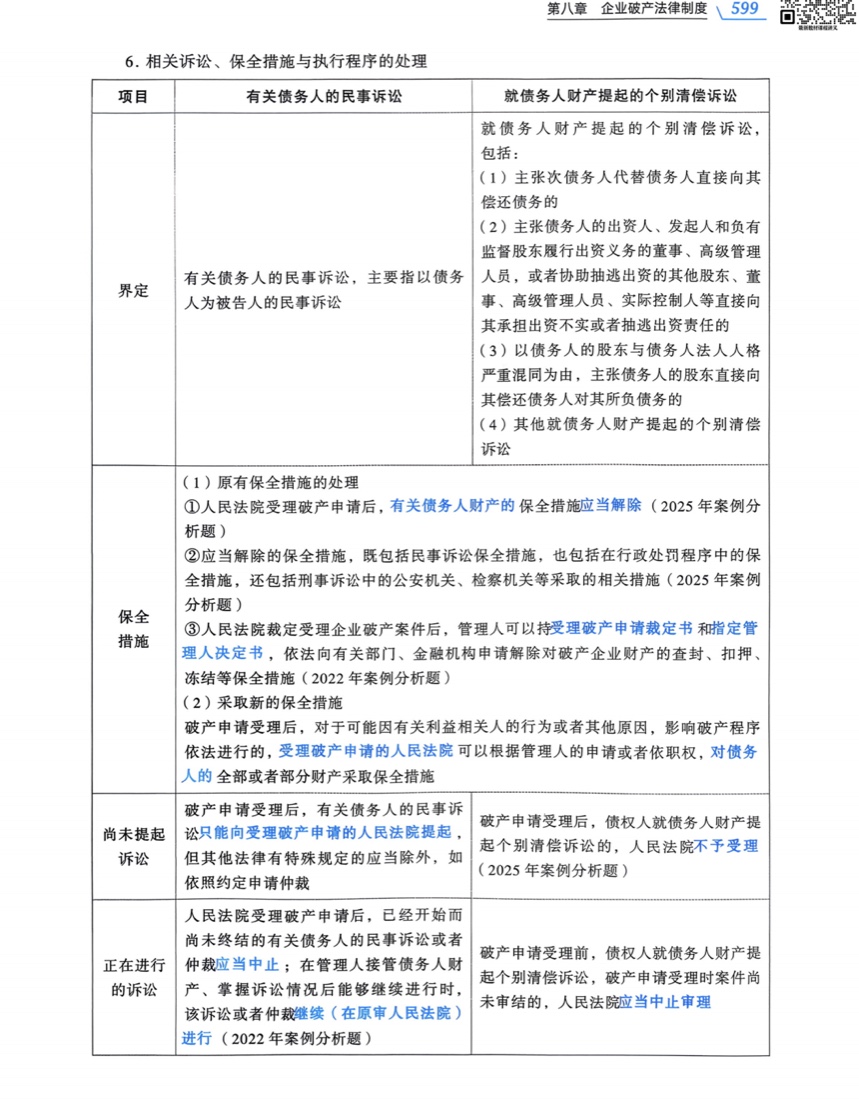 第八章 企业破产法律制度 599
6. 相关诉讼、保全措施与执行程序的处理
项目
有关债务人的民事诉讼
就债务人财产提起的个别清偿诉讼
界定
有关债务人的民事诉讼，主要指以债务
人为被告人的民事诉讼
就债务人财产提起的个别清偿诉讼，
包括：
（1）主张次债务人代替债务人直接向其
偿还债务的
（2）主张债务人的出资人、发起人和负有
监督股东履行出资义务的董事、高级管理
人员，或者协助抽逃出资的其他股东、董
事、高级管理人员、实际控制人等直接向
其承担出资不实或者抽逃出资责任的
（3）以债务人的股东与债务人法人人格
严重混同为由，主张债务人的股东直接向
其偿还债务人对其所负债务的
（4）其他就债务人财产提起的个别清偿
诉讼
保全
措施
（1）原有保全措施的处理
①人民法院受理破产申请后，有关债务人财产的保全措施应当解除（2025年案例分
析题）
②应当解除的保全措施，既包括民事诉讼保全措施，也包括在行政处罚程序中的保
全措施，还包括刑事诉讼中的公安机关、检察机关等采取的相关措施（2025年案例
分析题）
③人民法院裁定受理企业破产案件后，管理人可以持受理破产申请裁定书和指定管
理人决定书，依法向有关部门、金融机构申请解除对破产企业财产的查封、扣押、
冻结等保全措施（2022年案例分析题）
（2）采取新的保全措施
破产申请受理后，对于可能因有关利益相关人的行为或者其他原因，影响破产程序
依法进行的，受理破产申请的人民法院可以根据管理人的申请或者依职权，对债务
人的全部或者部分财产采取保全措施
尚未提起
诉讼
破产申请受理后，有关债务人的民事诉
讼只能向受理破产申请的人民法院提起，
但其他法律有特殊规定的应当除外，如
依照约定申请仲裁
破产申请受理后，债权人就债务人财产提
起个别清偿诉讼的，人民法院不予受理
（2025年案例分析题）
正在进行
的诉讼
人民法院受理破产申请后，已经开始而
尚未终结的有关债务人的民事诉讼或者
仲裁应当中止；在管理人接管债务人财
产、掌握诉讼情况后能够继续进行时，
该诉讼或者仲裁继续（在原审人民法院）
进行（2022年案例分析题）
破产申请受理前，债权人就债务人财产提
起个别清偿诉讼，破产申请受理时案件尚
未审结的，人民法院应当中止审理